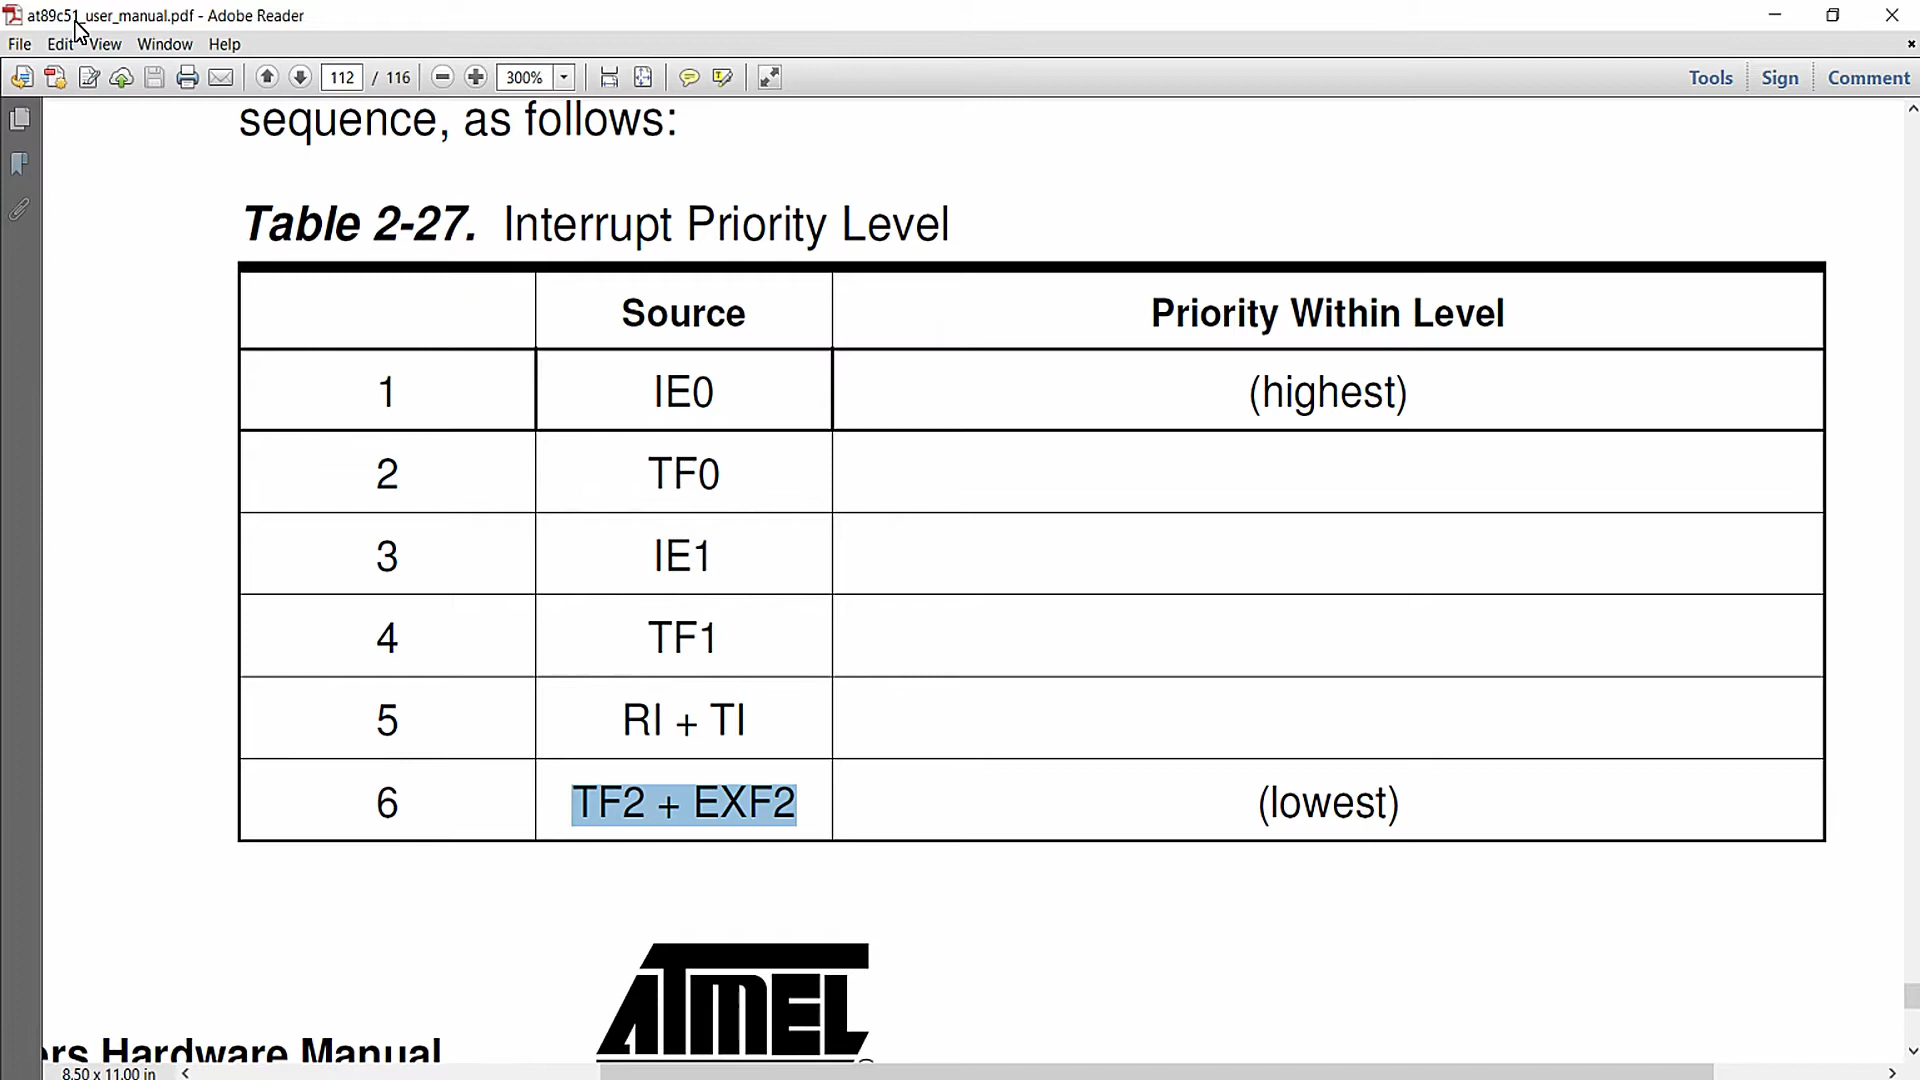 at89c51_user_manual.pdf - Adobe Reader
File Edit View Window Help
112 / 116 300% Tools Sign Comment
sequence, as follows:
Table 2-27. Interrupt Priority Level
Source Priority Within Level
1 IE0 (highest)
2 TF0
3 IE1
4 TF1
5 RI + TI
6 TF2 + EXF2 (lowest)
ATMEL
ers Hardware Manual
8.50 x 11.00 in